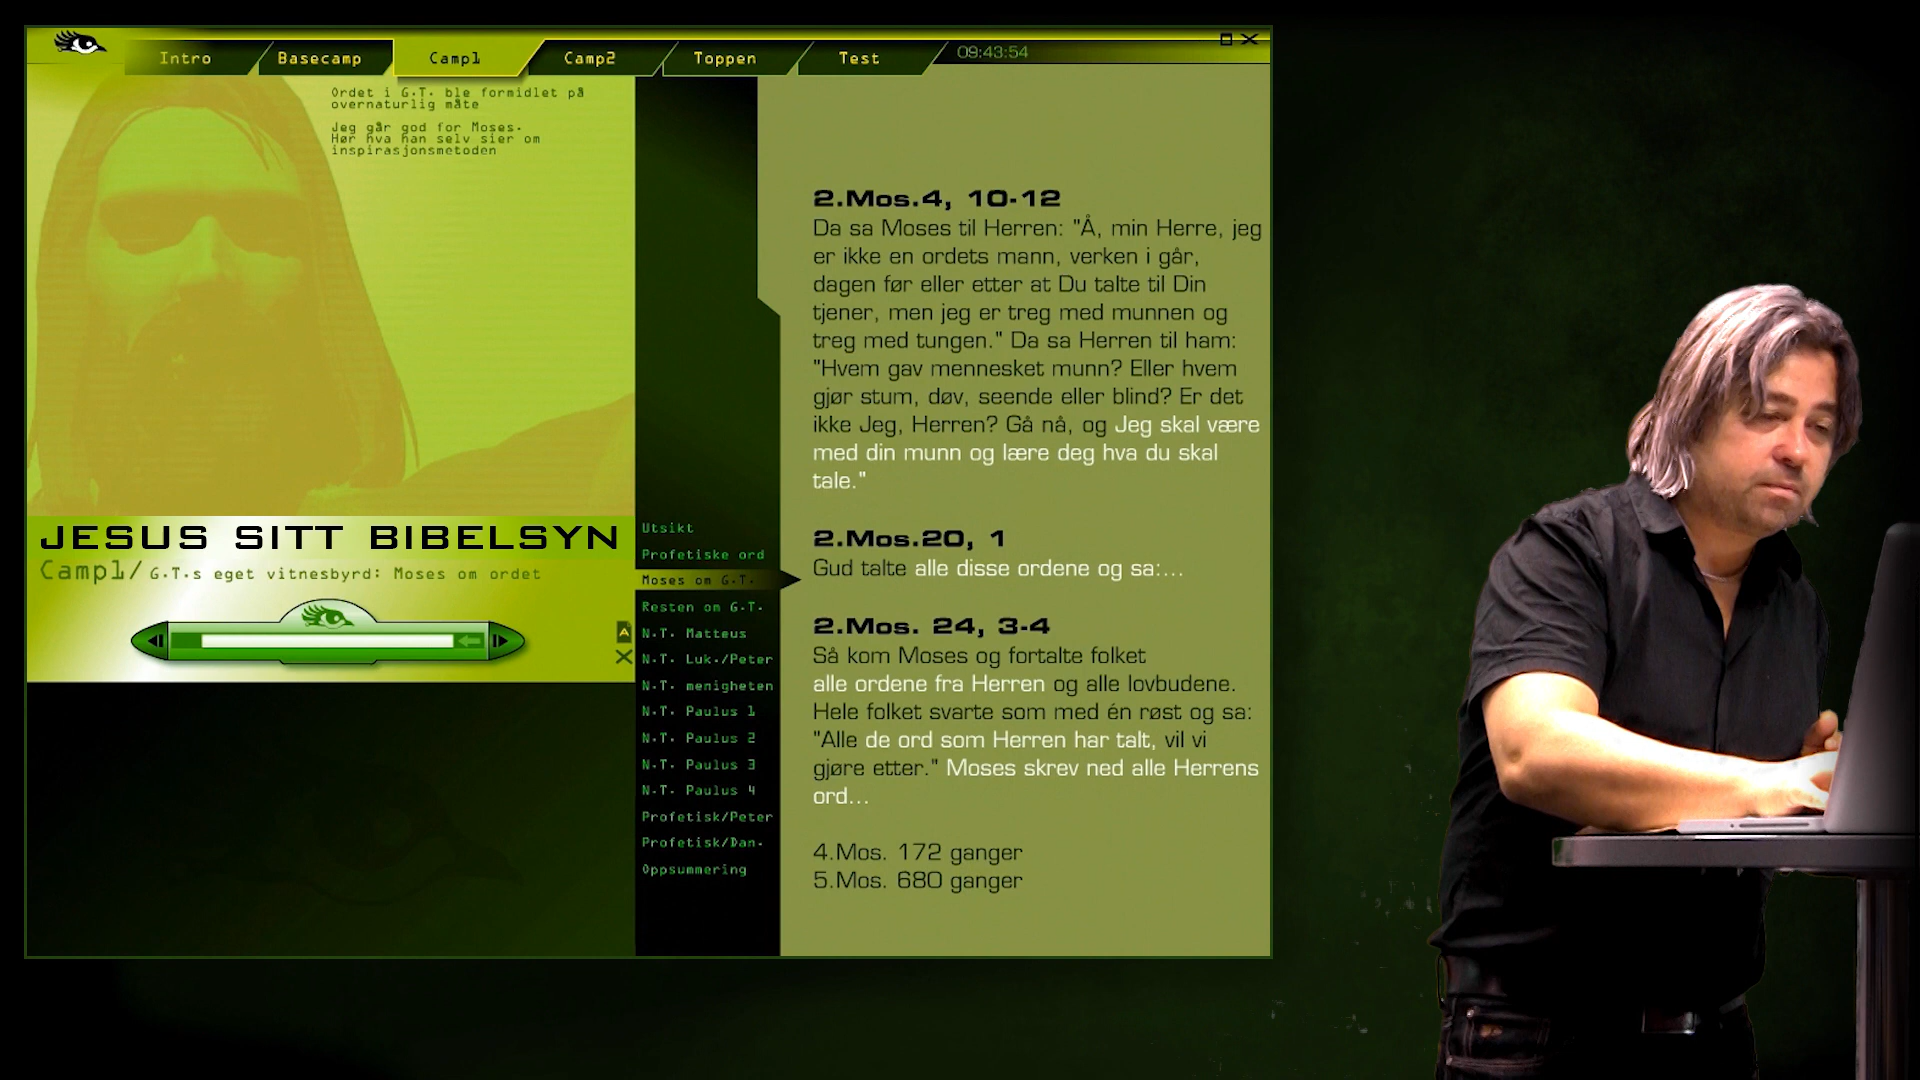 Intro
Basecamp
Camp1
Camp2
Toppen
Test
09:43:54
Ordet i G.T. ble formidlet på
overnaturlig måte
Jeg går god for Moses.
Hør hva han selv sier om
inspirasjonsmetoden
JESUS SITT BIBELSYN
Camp1/ G.T.s eget vitnesbyrd: Moses om ordet
A
Utsikt
Profetiske ord
Moses om G.T.
Resten om G.T.
N.T. Matteus
N.T. Luk./Peter
N.T. menigheten
N.T. Paulus 1
N.T. Paulus 2
N.T. Paulus 3
N.T. Paulus 4
Profetisk/Peter
Profetisk/Dan.
Oppsummering
2.Mos.4, 10-12
Da sa Moses til Herren: "Å, min Herre, jeg
er ikke en ordets mann, verken i går,
dagen før eller etter at Du talte til Din
tjener, men jeg er treg med munnen og
treg med tungen." Da sa Herren til ham:
"Hvem gav mennesket munn? Eller hvem
gjør stum, døv, seende eller blind? Er det
ikke Jeg, Herren? Gå nå, og Jeg skal være
med din munn og lære deg hva du skal
tale."
2.Mos.20, 1
Gud talte alle disse ordene og sa:...
2.Mos. 24, 3-4
Så kom Moses og fortalte folket
alle ordene fra Herren og alle lovbudene.
Hele folket svarte som med én røst og sa:
"Alle de ord som Herren har talt, vil vi
gjøre etter." Moses skrev ned alle Herrens
ord...
4.Mos. 172 ganger
5.Mos. 680 ganger